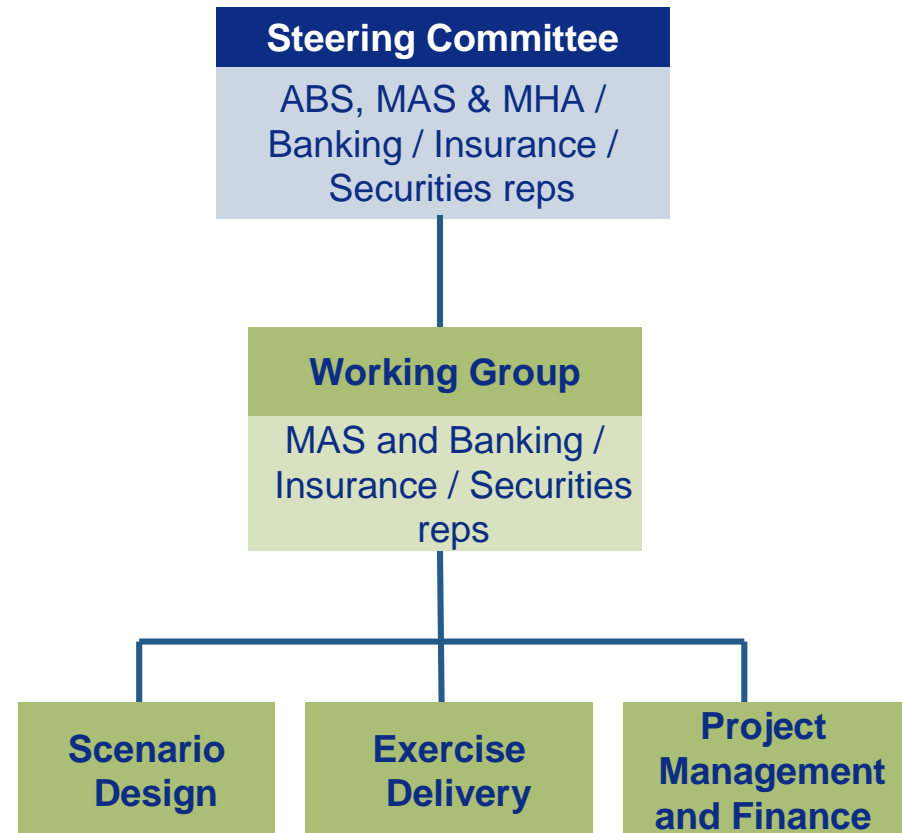 Steering Committee
ABS, MAS & MHA /
Banking / Insurance /
Securities reps
Working Group
MAS and Banking /
Insurance / Securities
reps
Scenario
Design
Exercise
Delivery
Project
Management
and Finance